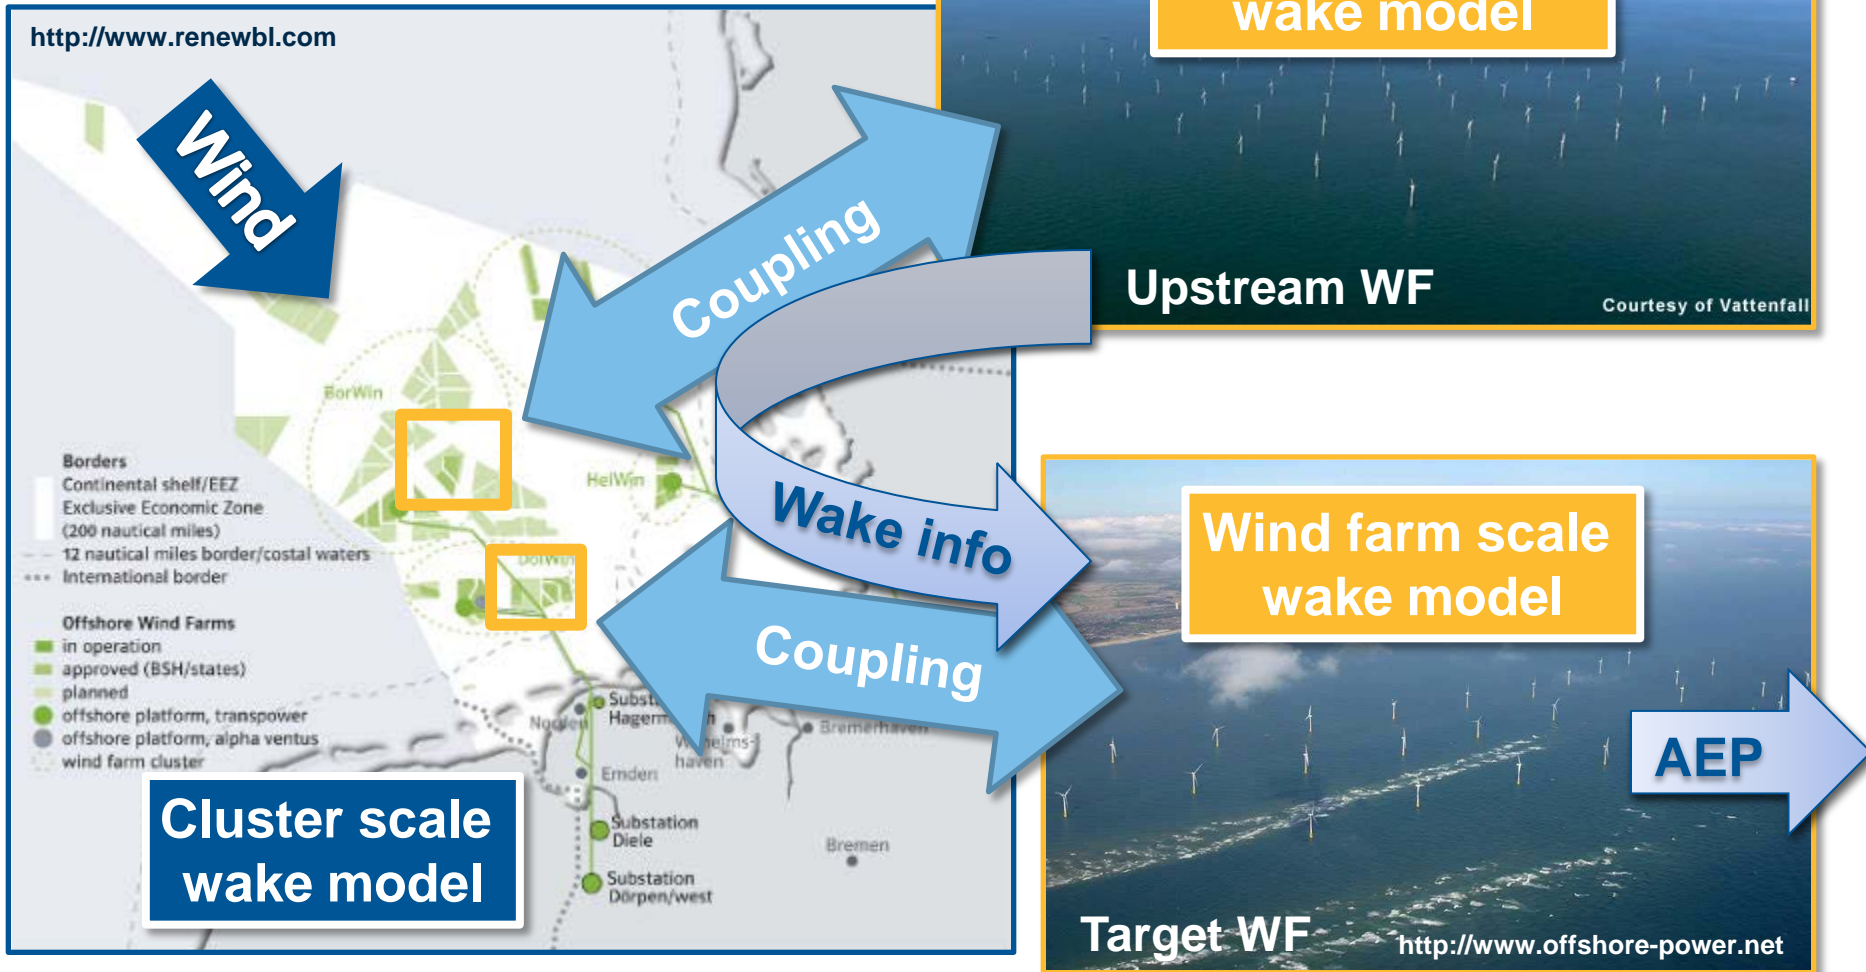 http://www.renewbl.com
Wind
wake model
Coupling
Upstream WF
Courtesy of Vattenfall
BorWin
HelWin
Borders
Continental shelf/EEZ
Exclusive Economic Zone
(200 nautical miles)
12 nautical miles border/costal waters
International border
Wake info
Wind farm scale
wake model
Offshore Wind Farms
in operation
approved (BSH/states)
planned
offshore platform, transpower
offshore platform, alpha ventus
wind farm cluster
Coupling
Norden
Bremerhaven
Emden
AEP
Cluster scale
wake model
Substation
Diele
Bremen
Substation
Dörpen/west
Target WF
http://www.offshore-power.net